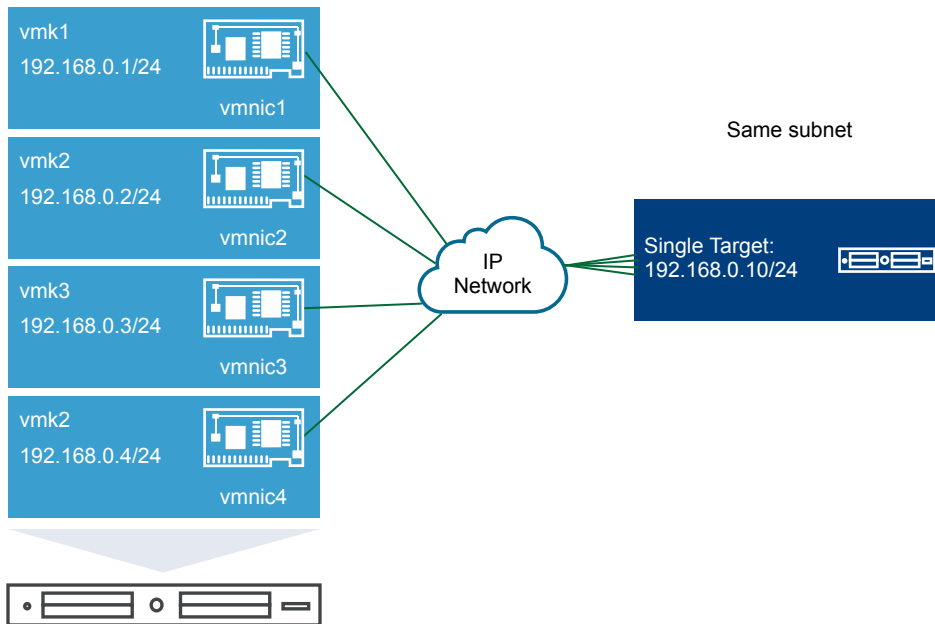 vmk1
192.168.0.1/24
vmnic1
vmk2
192.168.0.2/24
vmnic2
vmk3
192.168.0.3/24
vmnic3
vmk2
192.168.0.4/24
vmnic4
IP
Network
Same subnet
Single Target:
192.168.0.10/24